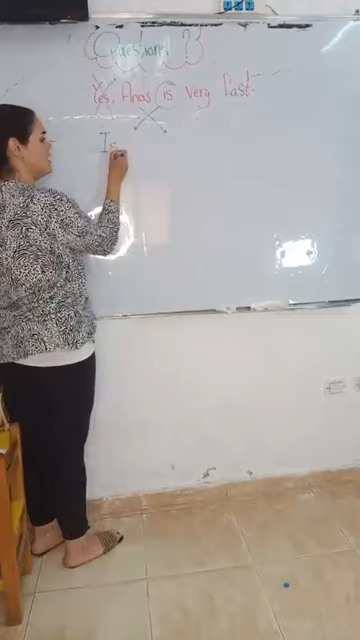 Questions ?
Yes, Anas is very fast.
Is